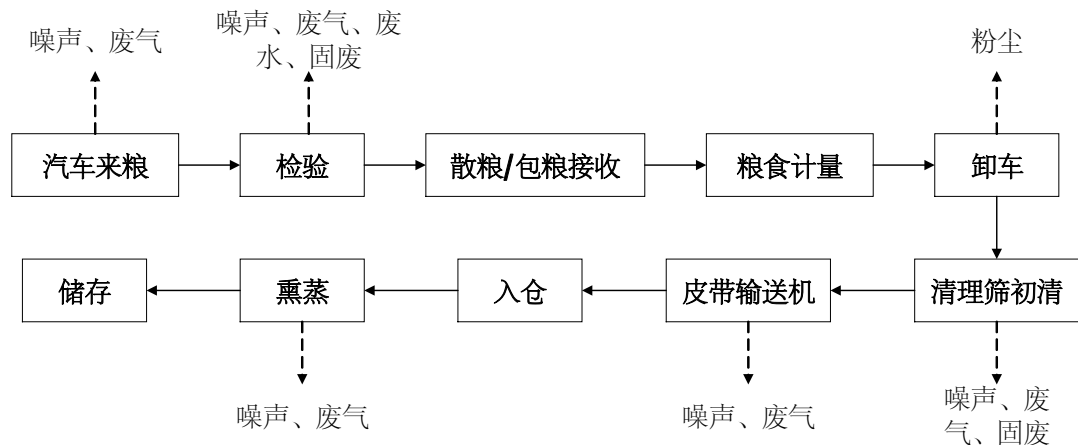 噪声、废气
噪声、废气、废
水、固废
粉尘
汽车来粮
检验
散粮/包粮接收
粮食计量
卸车
储存
熏蒸
入仓
皮带输送机
清理筛初清
噪声、废气
噪声、废气
噪声、废
气、固废